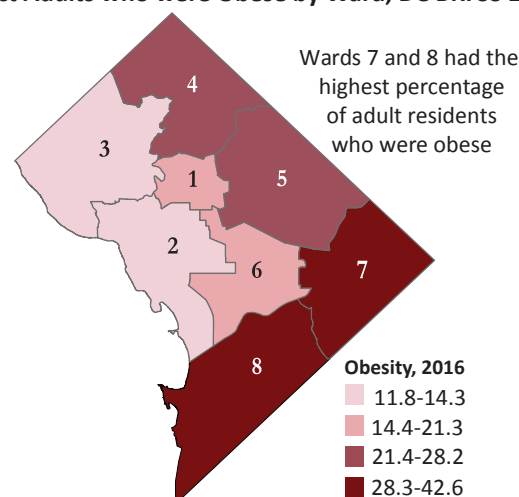 Wards 7 and 8 had the
highest percentage
of adult residents
who were obese
4
3
1
5
2
6
7
8
Obesity, 2016
11.8-14.3
14.4-21.3
21.4-28.2
28.3-42.6